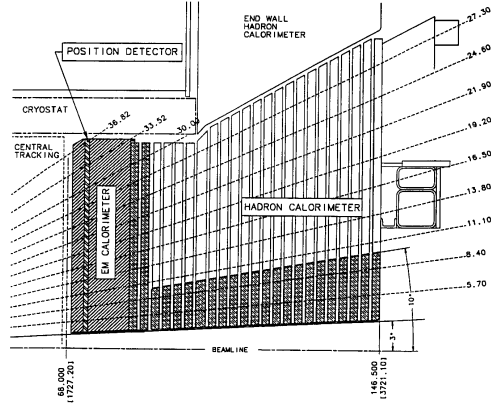 END WALL
HADRON
CALORIMETER
POSITION DETECTOR
CRYOSTAT
CENTRAL
TRACKING
EM CALORIMETER
HADRON CALORIMETER
36.82
33.52
30.00
27.30
24.60
21.90
19.20
16.50
13.80
11.10
8.40
5.70
10°
3°
BEAMLINE
68.000
[1727.20]
146.500
[3721.10]